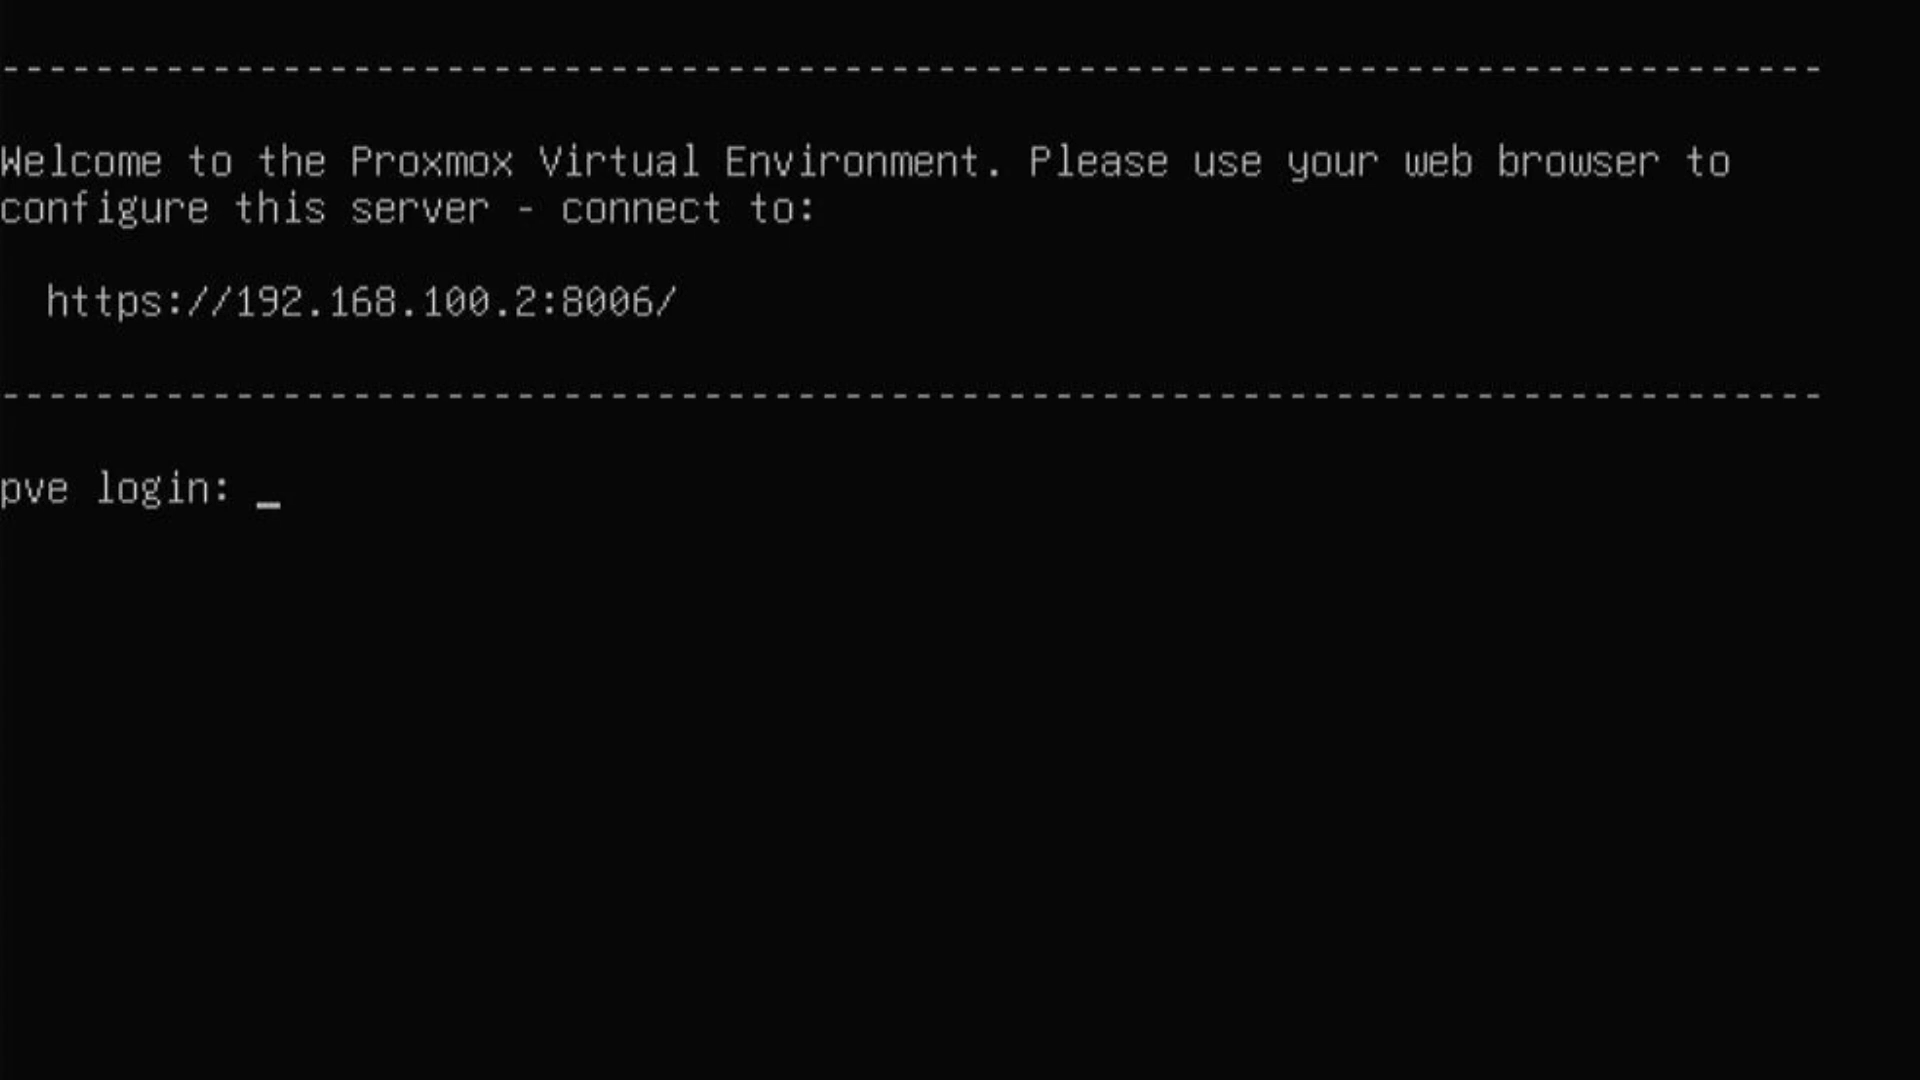 --------------------------------------------------------------------------------
Welcome to the Proxmox Virtual Environment. Please use your web browser to
configure this server - connect to:
https://192.168.100.2:8006/
--------------------------------------------------------------------------------
pve login: _